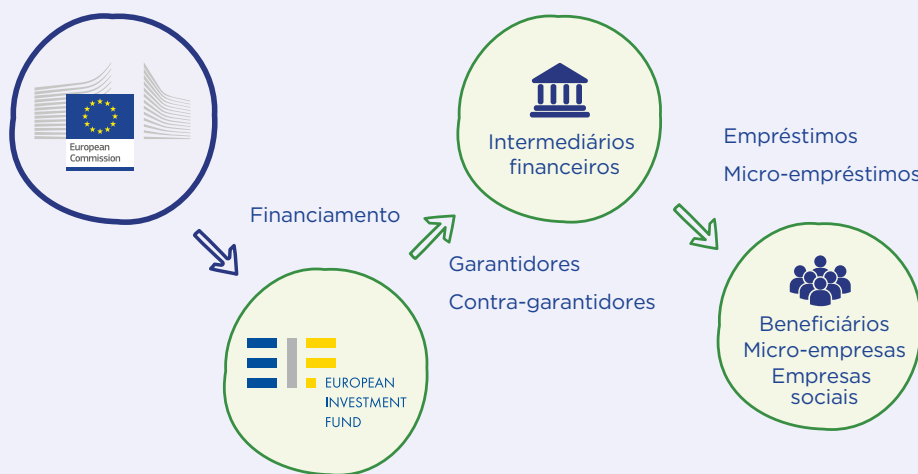 European
Commission
Financiamento
EUROPEAN
INVESTMENT
FUND
Intermediários
financeiros
Garantidores
Contra-garantidores
Empréstimos
Micro-empréstimos
Beneficiários
Micro-empresas
Empresas
sociais